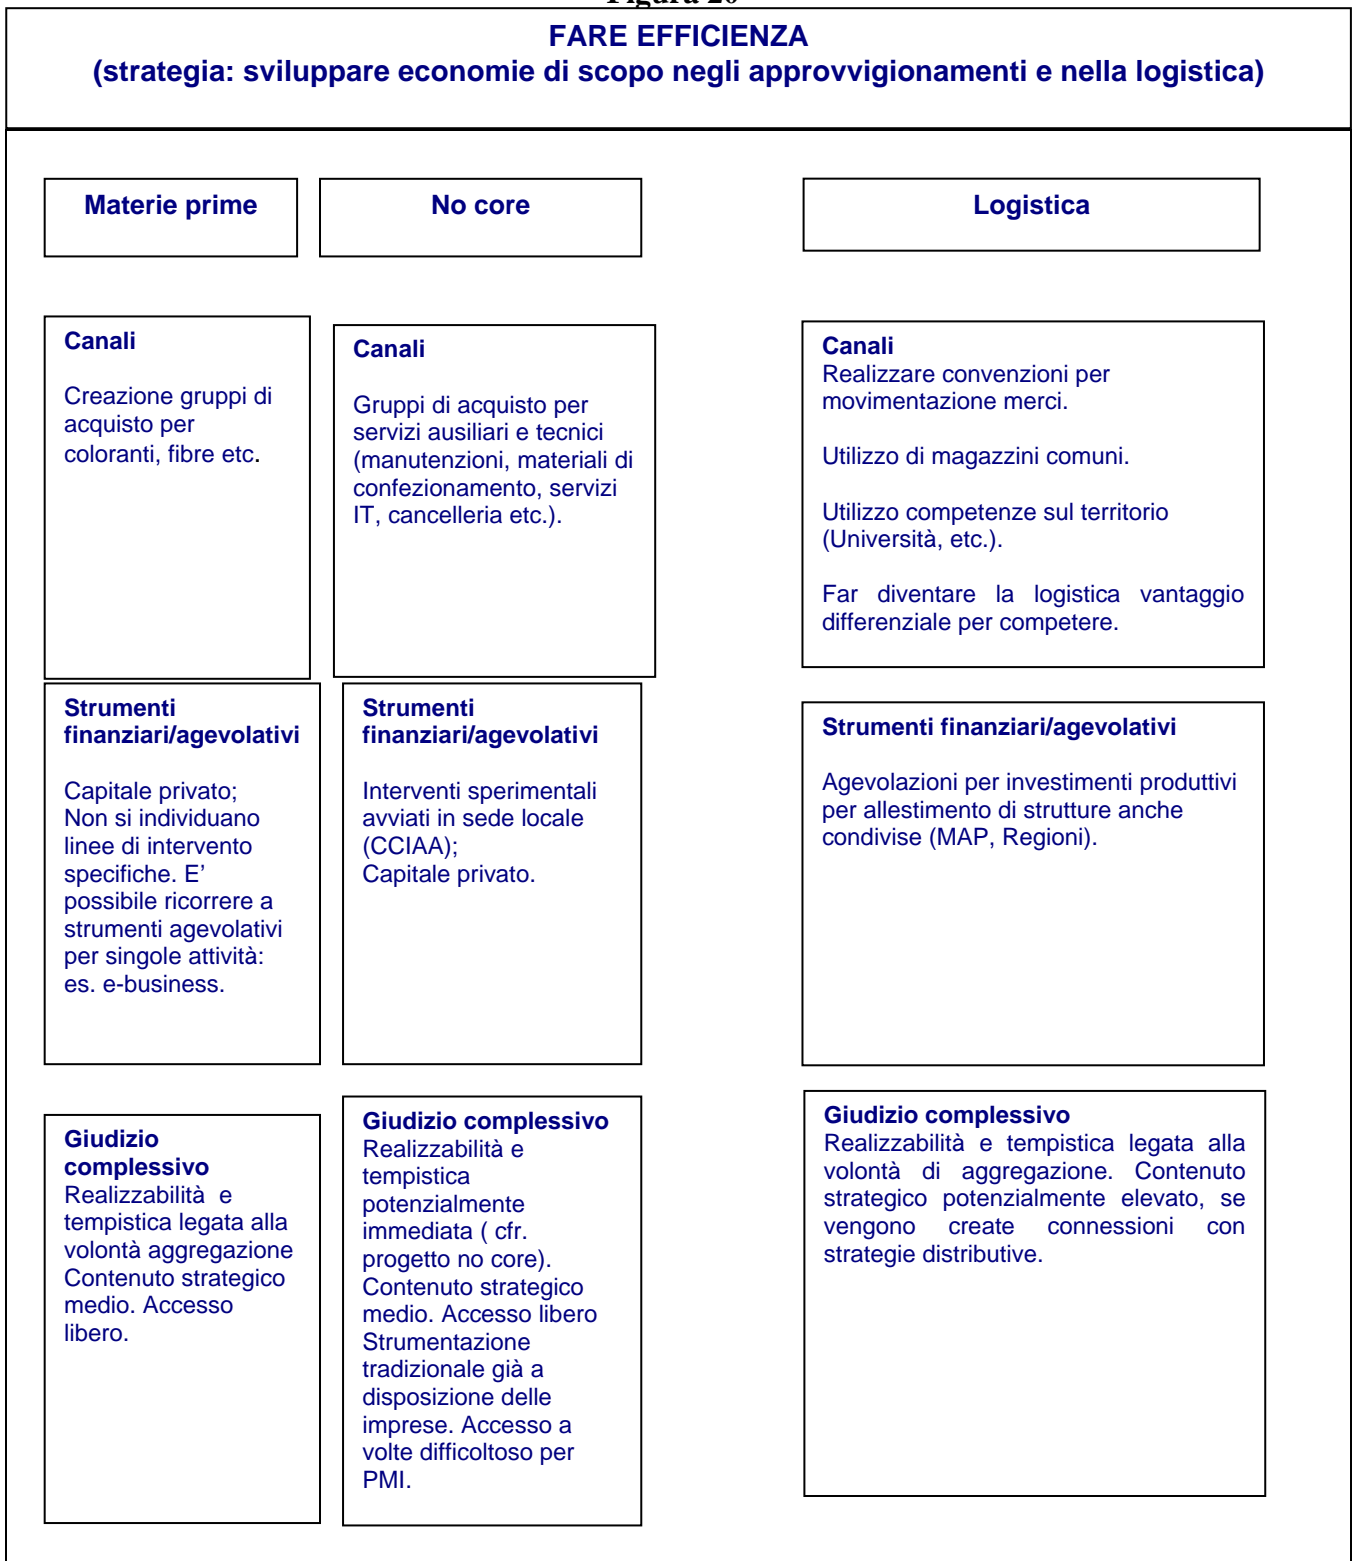 Figura 20
FARE EFFICIENZA
(strategia: sviluppare economie di scopo negli approvvigionamenti e nella logistica)
Materie prime
No core
Logistica
Canali
Creazione gruppi di
acquisto per
coloranti, fibre etc.
Canali
Gruppi di acquisto per
servizi ausiliari e tecnici
(manutenzioni, materiali di
confezionamento, servizi
IT, cancelleria etc.).
Canali
Realizzare convenzioni per
movimentazione merci.
Utilizzo di magazzini comuni.
Utilizzo competenze sul territorio
(Università, etc.).
Far diventare la logistica vantaggio
differenziale per competere.
Strumenti
finanziari/agevolativi
Capitale privato;
Non si individuano
linee di intervento
specifiche. E’
possibile ricorrere a
strumenti agevolativi
per singole attività:
es. e-business.
Strumenti
finanziari/agevolativi
Interventi sperimentali
avviati in sede locale
(CCIAA);
Capitale privato.
Strumenti finanziari/agevolativi
Agevolazioni per investimenti produttivi
per allestimento di strutture anche
condivise (MAP, Regioni).
Giudizio
complessivo
Realizzabilità e
tempistica legata alla
volontà aggregazione
Contenuto strategico
medio. Accesso
libero.
Giudizio complessivo
Realizzabilità e
tempistica
potenzialmente
immediata ( cfr.
progetto no core).
Contenuto strategico
medio. Accesso libero
Strumentazione
tradizionale già a
disposizione delle
imprese. Accesso a
volte difficoltoso per
PMI.
Giudizio complessivo
Realizzabilità e tempistica legata alla
volontà di aggregazione. Contenuto
strategico potenzialmente elevato, se
vengono create connessioni con
strategie distributive.